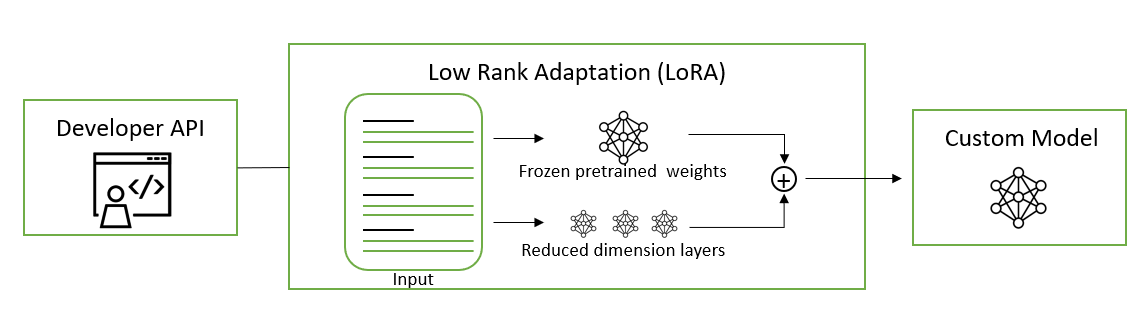 Low Rank Adaptation (LoRA)
Developer API
</>
Custom Model
Frozen pretrained weights
+
Reduced dimension layers
Input